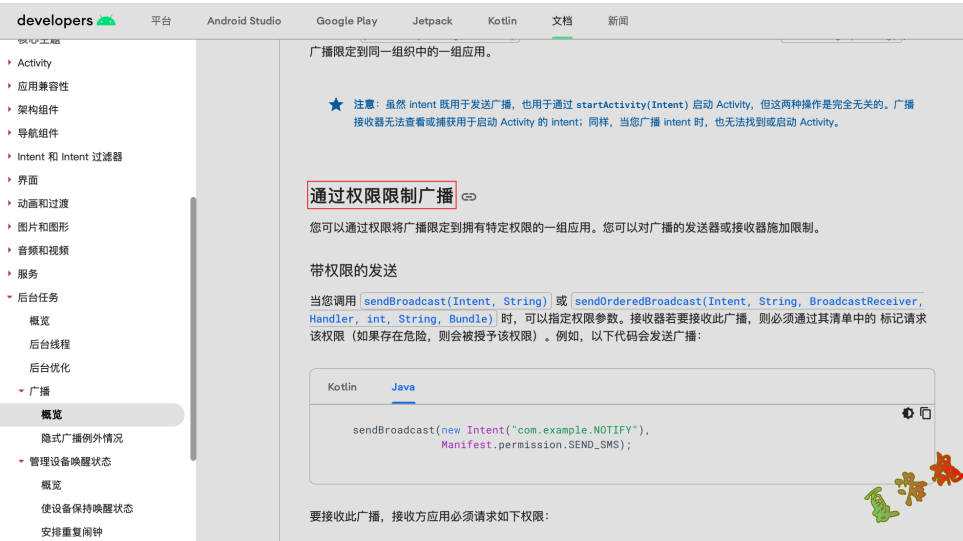 developers
平台
Android Studio
Google Play
Jetpack
Kotlin
文档
新闻
核心主题
Activity
应用兼容性
架构组件
导航组件
Intent 和 Intent 过滤器
界面
动画和过渡
图片和图形
音频和视频
服务
后台任务
概览
后台线程
后台优化
广播
概览
隐式广播例外情况
管理设备唤醒状态
概览
使设备保持唤醒状态
安排重复闹钟
广播限定到同一组织中的一组应用。
注意：虽然 intent 既用于发送广播，也用于通过 startActivity(Intent) 启动 Activity，但这两种操作是完全无关的。广播
接收器无法查看或捕获用于启动 Activity 的 intent；同样，当您广播 intent 时，也无法找到或启动 Activity。
通过权限限制广播
您可以通过权限将广播限定到拥有特定权限的一组应用。您可以对广播的发送器或接收器施加限制。
带权限的发送
当您调用 sendBroadcast(Intent, String) 或 sendOrderedBroadcast(Intent, String, BroadcastReceiver,
Handler, int, String, Bundle) 时，可以指定权限参数。接收器若要接收此广播，则必须通过其清单中的 标记请求
该权限（如果存在危险，则会被授予该权限）。例如，以下代码会发送广播：
Kotlin
Java
sendBroadcast(new Intent("com.example.NOTIFY"),
Manifest.permission.SEND_SMS);
要接收此广播，接收方应用必须请求如下权限：